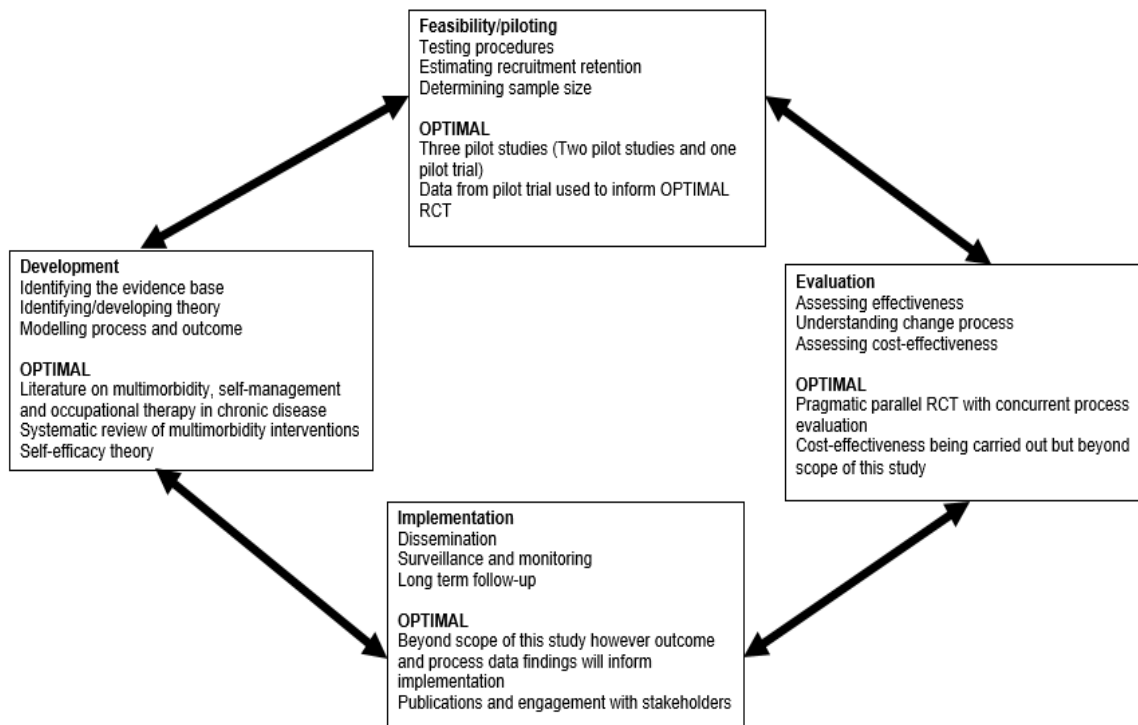 Feasibility/piloting
Testing procedures
Estimating recruitment retention
Determining sample size
OPTIMAL
Three pilot studies (Two pilot studies and one
pilot trial)
Data from pilot trial used to inform OPTIMAL
RCT
Development
Identifying the evidence base
Identifying/developing theory
Modelling process and outcome
OPTIMAL
Literature on multimorbidity, self-management
and occupational therapy in chronic disease
Systematic review of multimorbidity interventions
Self-efficacy theory
Evaluation
Assessing effectiveness
Understanding change process
Assessing cost-effectiveness
OPTIMAL
Pragmatic parallel RCT with concurrent process
evaluation
Cost-effectiveness being carried out but beyond
scope of this study
Implementation
Dissemination
Surveillance and monitoring
Long term follow-up
OPTIMAL
Beyond scope of this study however outcome
and process data findings will inform
implementation
Publications and engagement with stakeholders